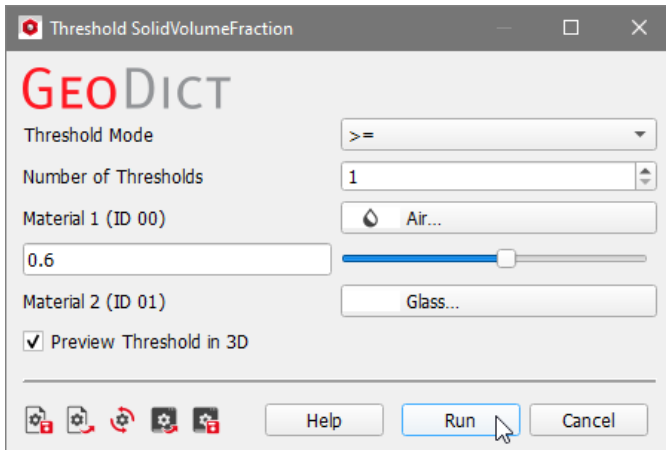 Threshold SolidVolumeFraction
GEODICT
Threshold Mode
>=
Number of Thresholds
1
Material 1 (ID 00)
Air...
0.6
Material 2 (ID 01)
Glass...
Preview Threshold in 3D
Help
Run
Cancel